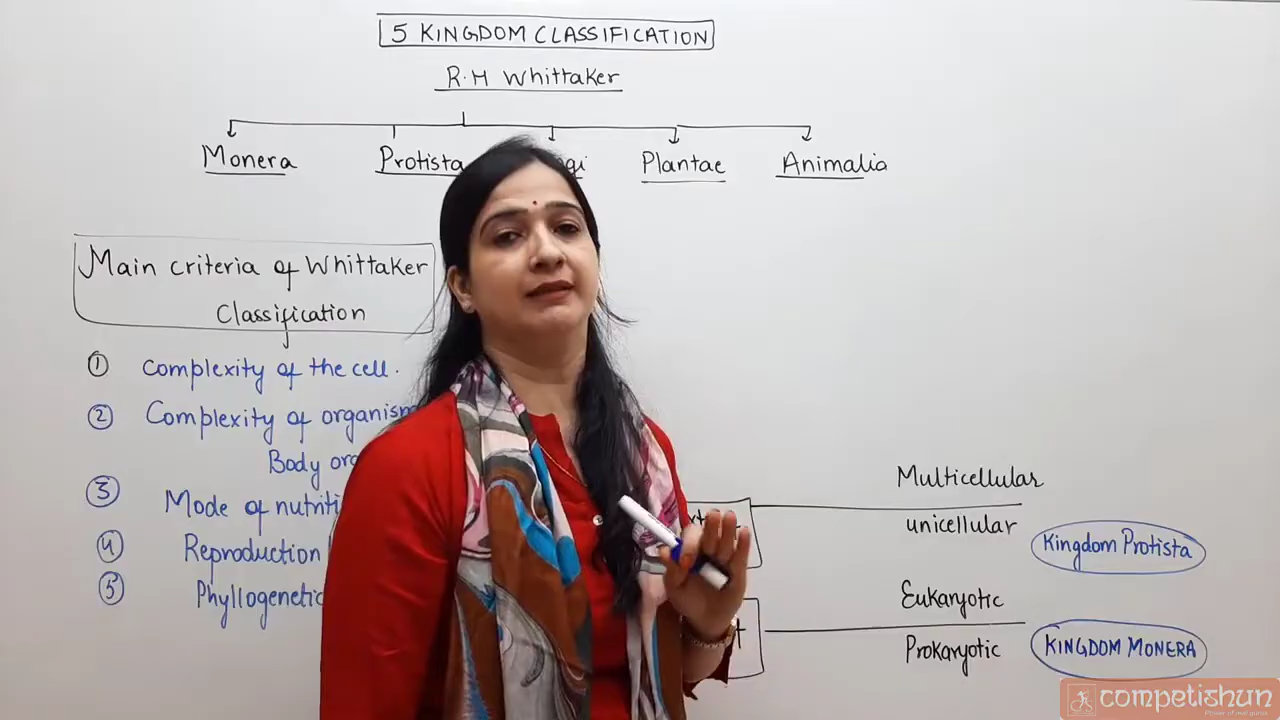 5 KINGDOM CLASSIFICATION
R.H Whittaker
Monera Protista Plantae Animalia
Main criteria of Whittaker
Classification
① Complexity of the cell.
② Complexity of organism
Body
③ Mode of
④ Reproduction
⑤ Phyllogenetic
Multicellular
unicellular
Kingdom Protista
Eukaryotic
Prokaryotic
KINGDOM MONERA
competishun